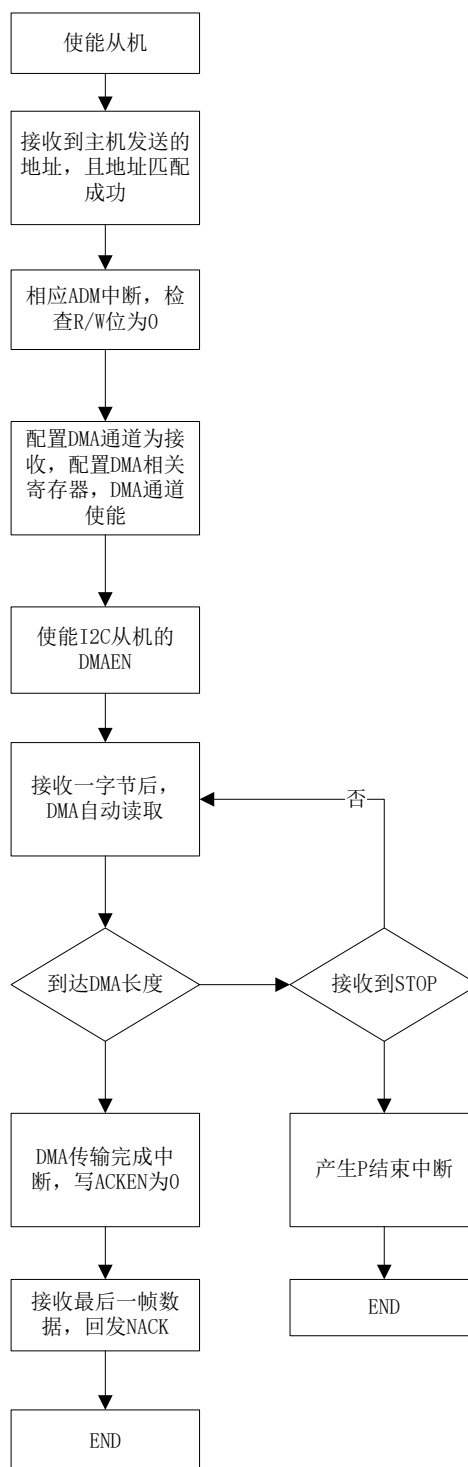 使能从机
接收到主机发送的
地址，且地址匹配
成功
相应ADM中断，检
查R/W位为0
配置DMA通道为接
收，配置DMA相关
寄存器，DMA通道
使能
使能I2C从机的
DMAEN
接收一字节后，
DMA自动读取
否
到达DMA长度
接收到STOP
DMA传输完成中
断，写ACKEN为0
产生P结束中断
接收最后一帧数
据，回发NACK
END
END